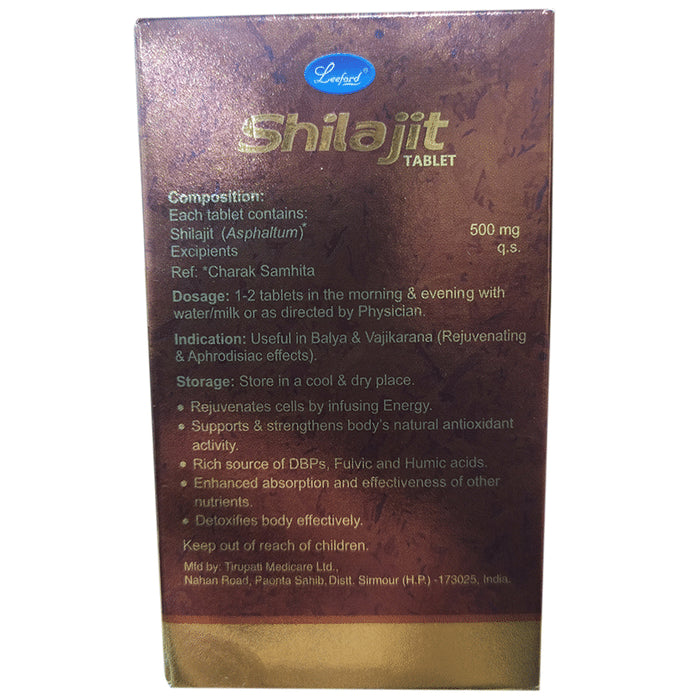 Leeford
Shilajit
TABLET
Composition:
Each tablet contains:
Shilajit (Asphaltum)* 500 mg
Excipients q.s.
Ref: *Charak Samhita
Dosage: 1-2 tablets in the morning & evening with
water/milk or as directed by Physician.
Indication: Useful in Balya & Vajikarana (Rejuvenating
& Aphrodisiac effects).
Storage: Store in a cool & dry place.
• Rejuvenates cells by infusing Energy.
• Supports & strengthens body's natural antioxidant
activity.
• Rich source of DBPs, Fulvic and Humic acids.
• Enhanced absorption and effectiveness of other
nutrients.
• Detoxifies body effectively.
Keep out of reach of children.
Mfd by: Tirupati Medicare Ltd.,
Nahan Road, Paonta Sahib, Distt. Sirmour (H.P.) -173025, India.